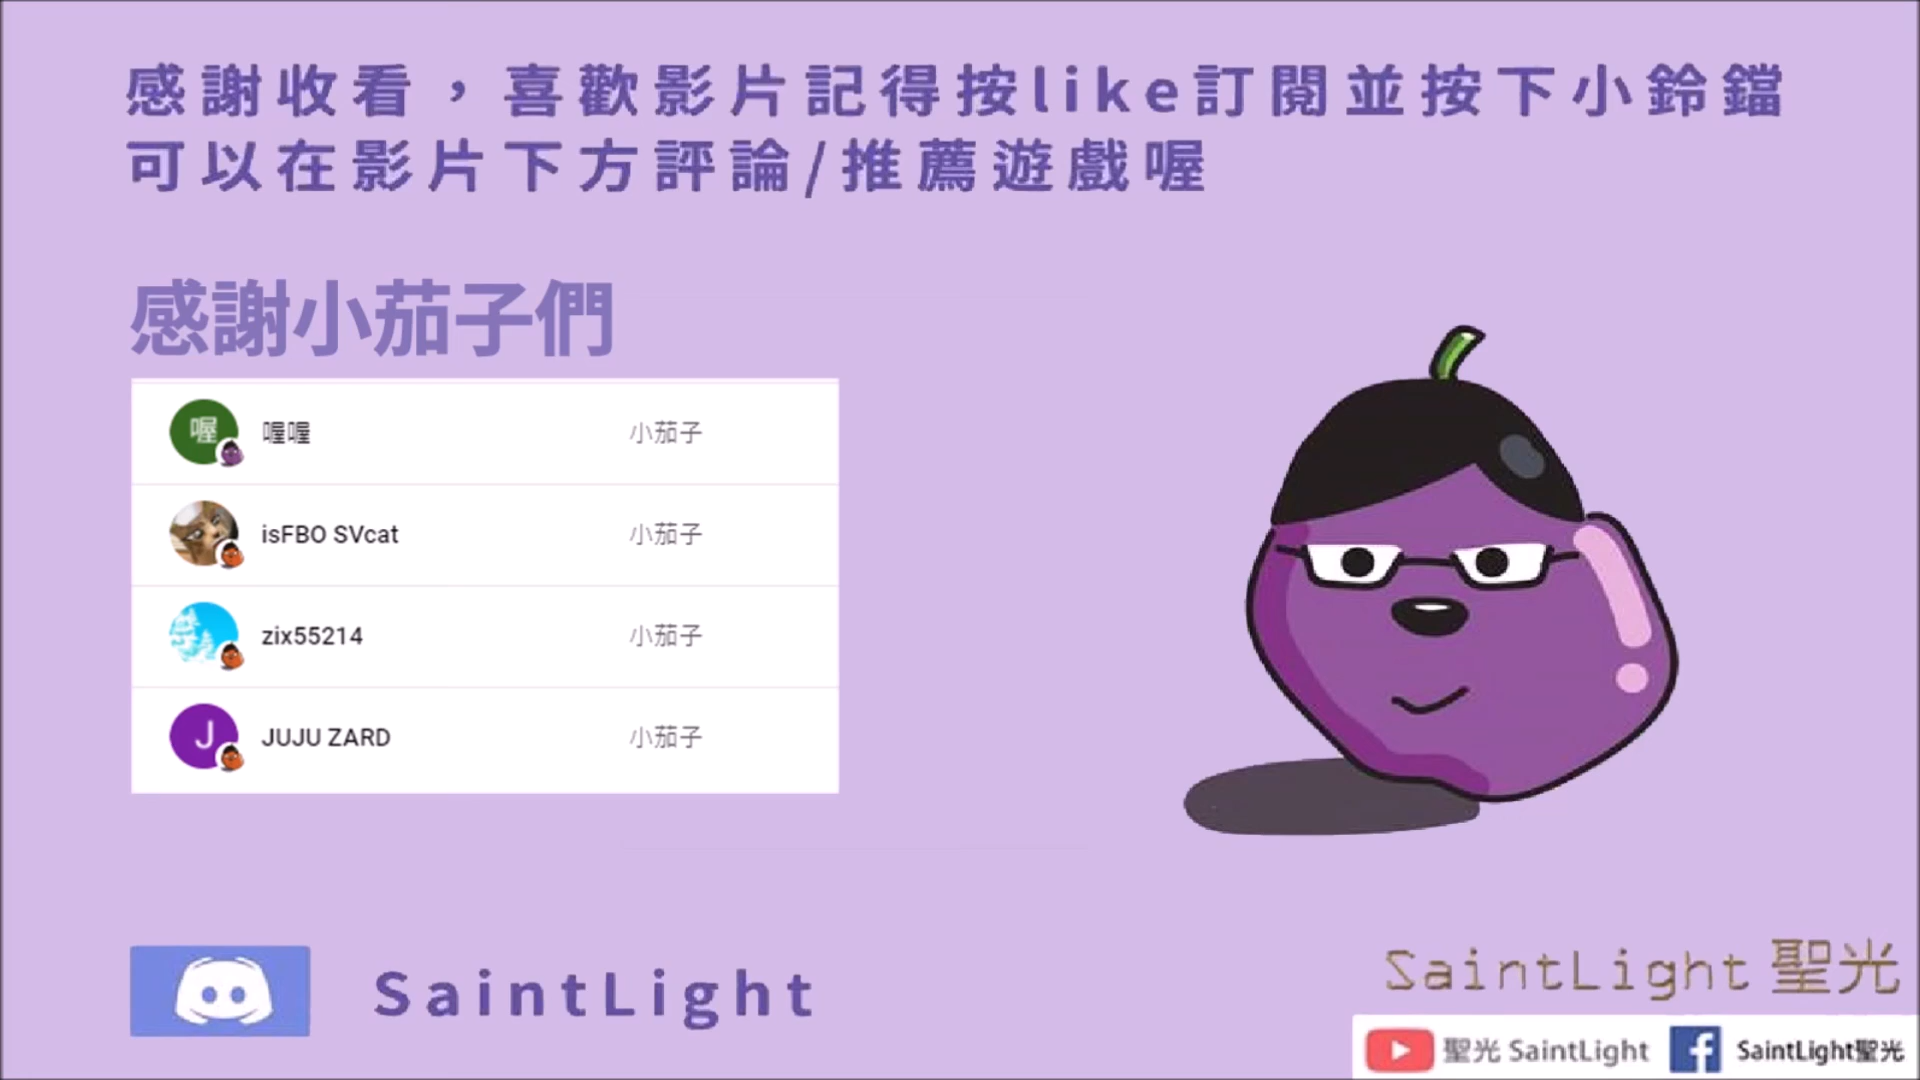 感謝收看，喜歡影片記得按like訂閱並按下小鈴鐺
可以在影片下方評論/推薦遊戲喔
感謝小茄子們
喔 喔喔 小茄子
isFBO SVcat 小茄子
zix55214 小茄子
J JUJU ZARD 小茄子
SaintLight
SaintLight 聖光
聖光 SaintLight SaintLight聖光